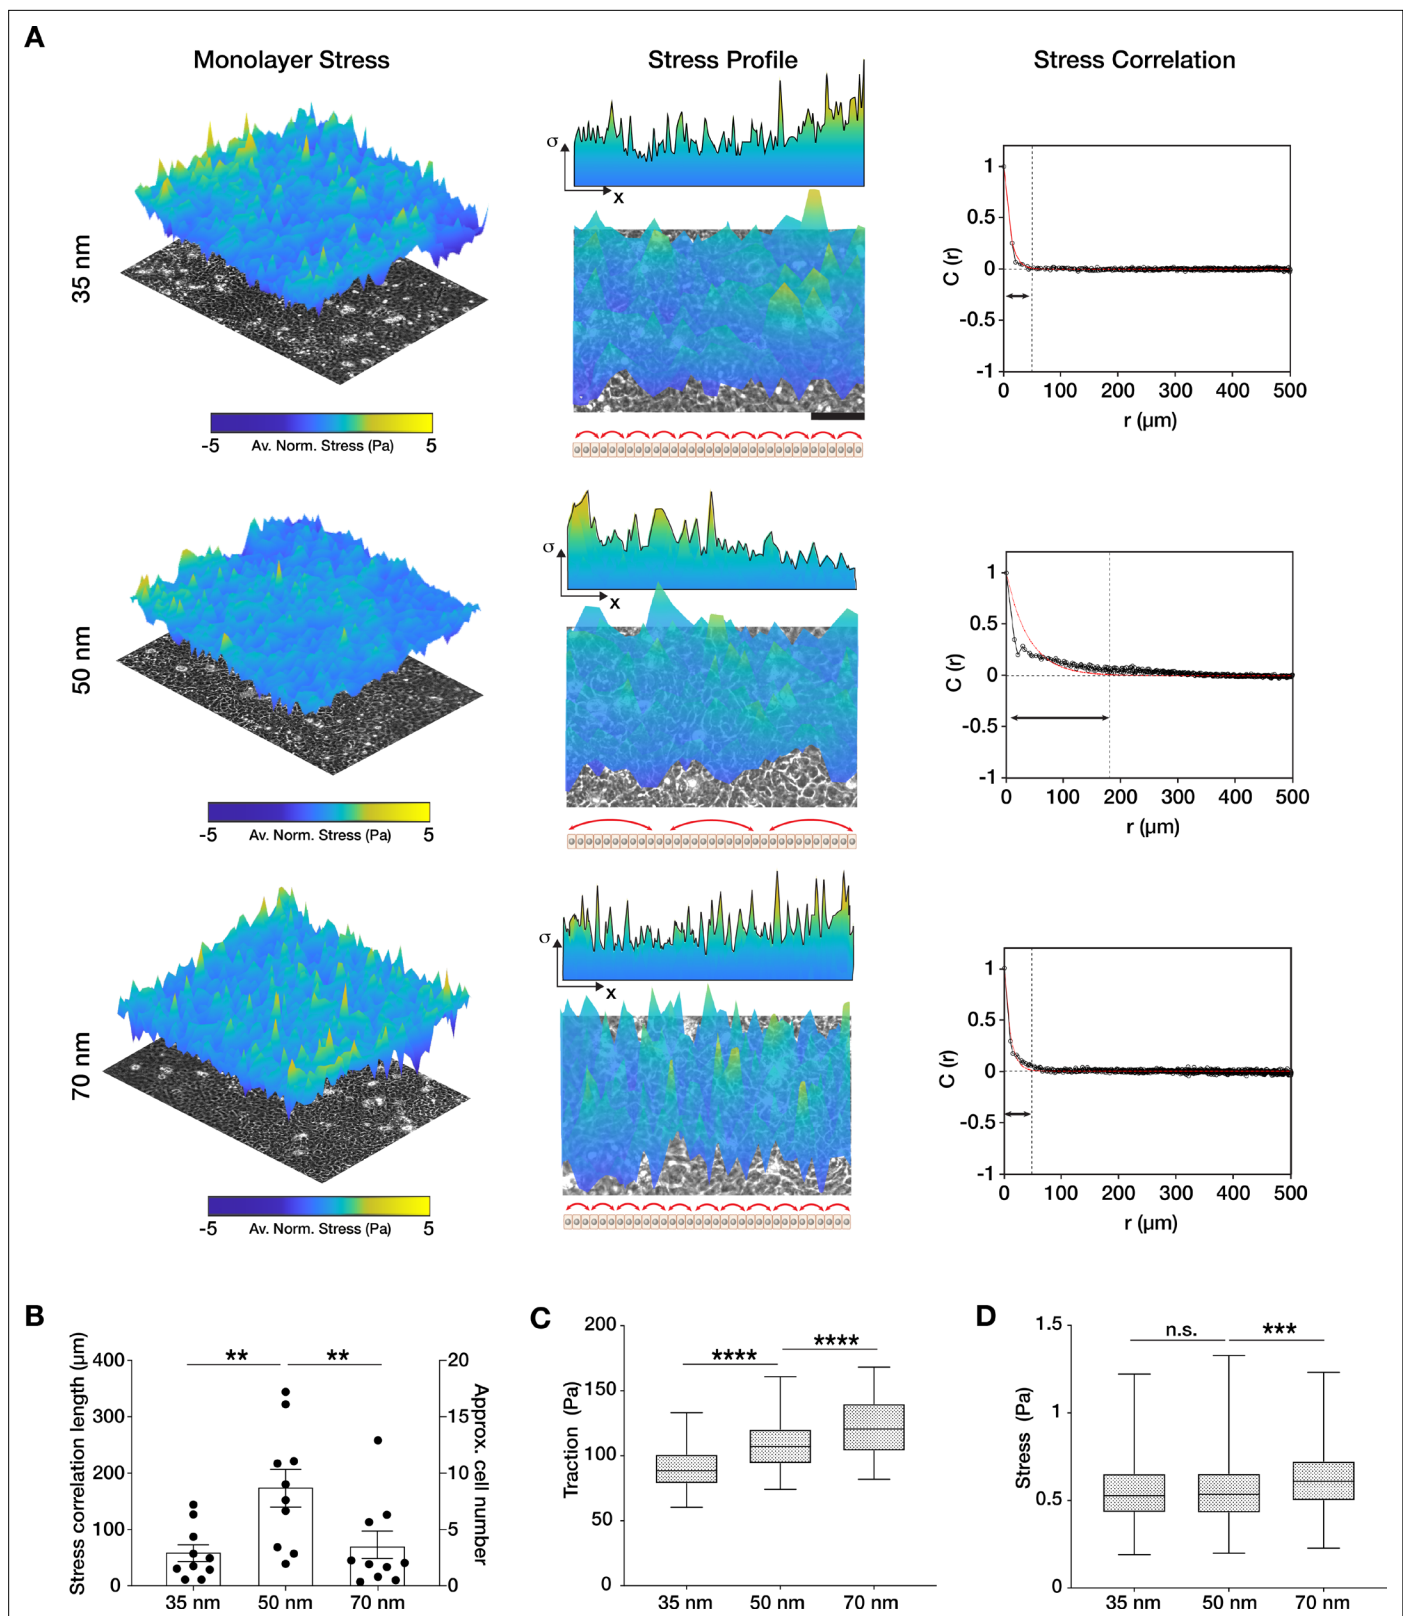 A
Monolayer Stress
Stress Profile
Stress Correlation
35 nm
σ
x
C (r)
1
0.5
0
-0.5
-1
0 100 200 300 400 500
r (µm)
-5 Av. Norm. Stress (Pa) 5
50 nm
σ
x
C (r)
1
0.5
0
-0.5
-1
0 100 200 300 400 500
r (µm)
-5 Av. Norm. Stress (Pa) 5
70 nm
σ
x
C (r)
1
0.5
0
-0.5
-1
0 100 200 300 400 500
r (µm)
-5 Av. Norm. Stress (Pa) 5
B
Stress correlation length (µm)
400
300
200
100
0
** **
20
15
10
5
0
Approx. cell number
35 nm 50 nm 70 nm
C
Traction (Pa)
200
150
100
50
0
**** ****
35 nm 50 nm 70 nm
D
Stress (Pa)
1.5
1
0.5
0
n.s. ***
35 nm 50 nm 70 nm